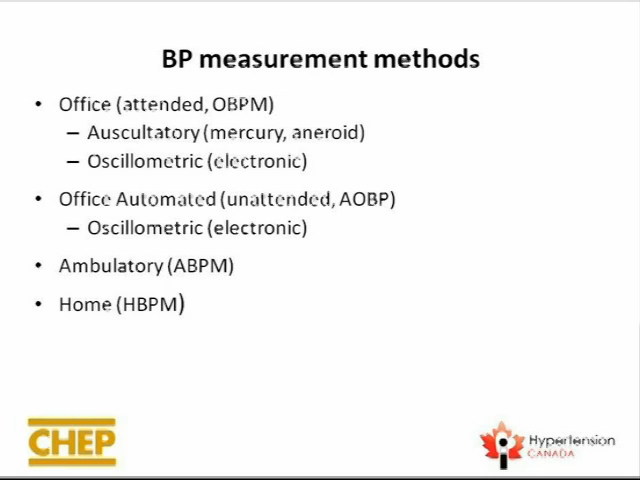 BP measurement methods
• Office (attended, OBPM)
– Auscultatory (mercury, aneroid)
– Oscillometric (electronic)
• Office Automated (unattended, AOBP)
– Oscillometric (electronic)
• Ambulatory (ABPM)
• Home (HBPM)
CHEP
Hypertension
CANADA